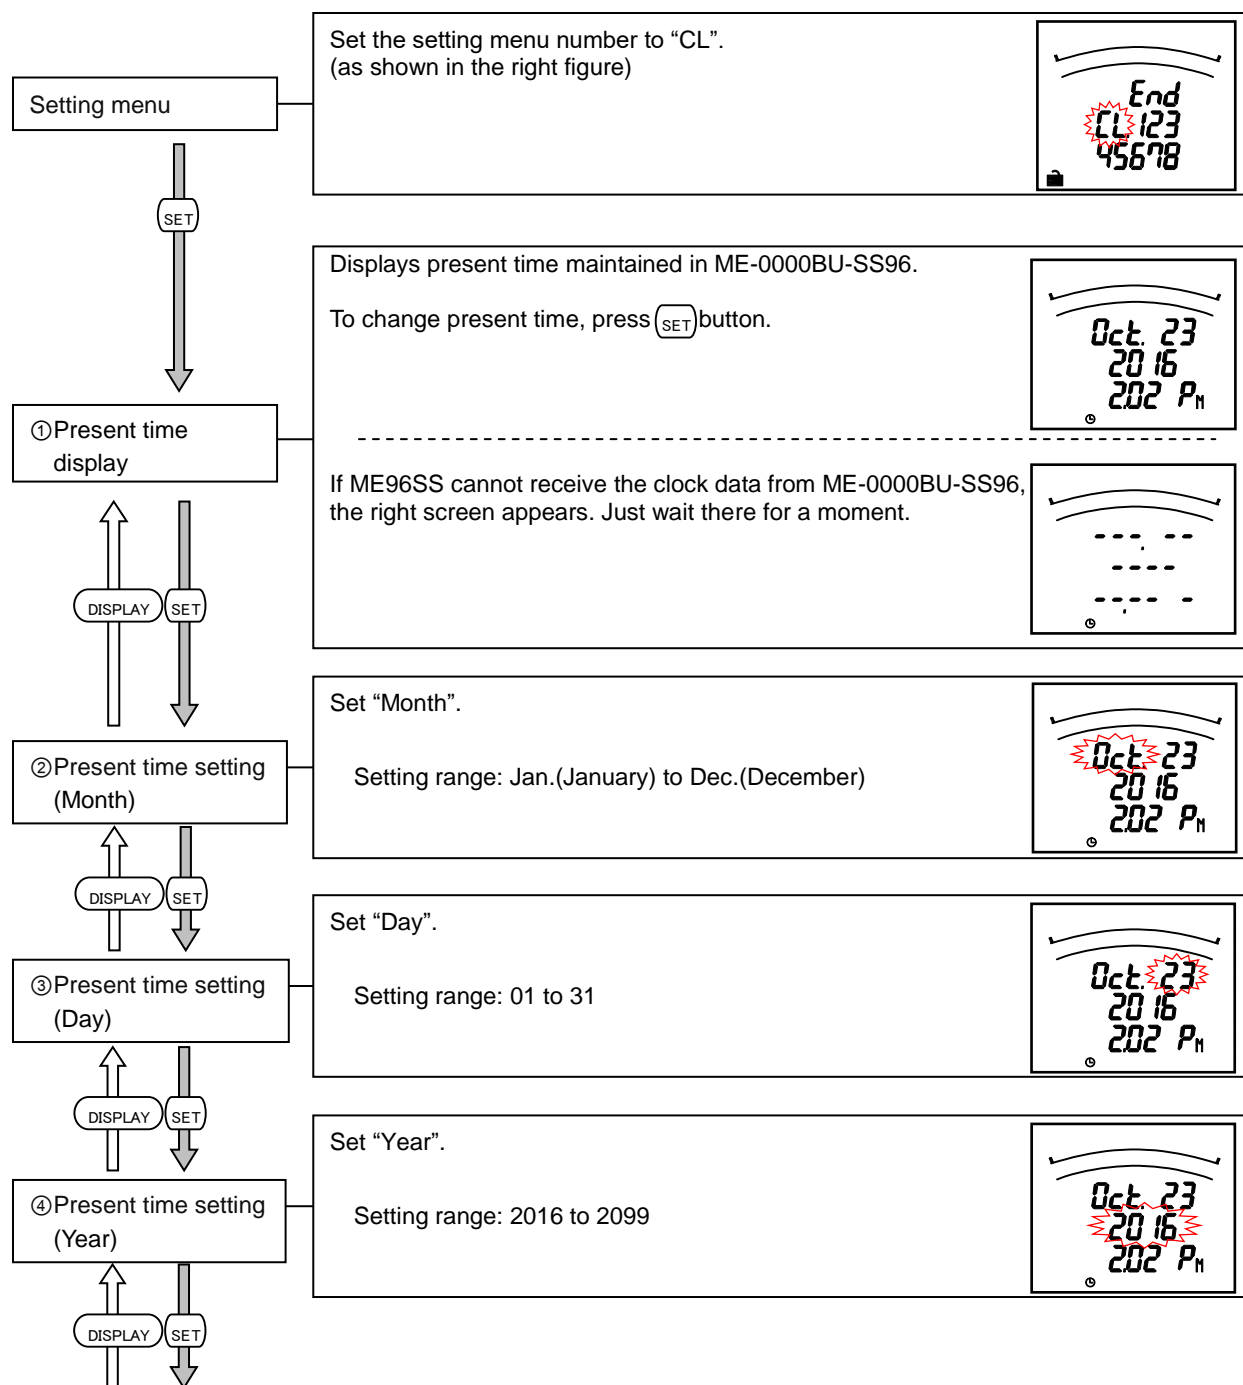 Setting menu
Set the setting menu number to “CL”.
(as shown in the right figure)
End
CL.123
45678
SET
Displays present time maintained in ME-0000BU-SS96.
To change present time, press SET button.
Oct. 23
2016
2.02 PM
①Present time
display
If ME96SS cannot receive the clock data from ME-0000BU-SS96,
the right screen appears. Just wait there for a moment.
---. --
----
--.-- -
DISPLAY SET
②Present time setting
(Month)
Set “Month”.
Setting range: Jan.(January) to Dec.(December)
Oct. 23
2016
2.02 PM
DISPLAY SET
③Present time setting
(Day)
Set “Day”.
Setting range: 01 to 31
Oct. 23
2016
2.02 PM
DISPLAY SET
④Present time setting
(Year)
Set “Year”.
Setting range: 2016 to 2099
Oct. 23
2016
2.02 PM
DISPLAY SET